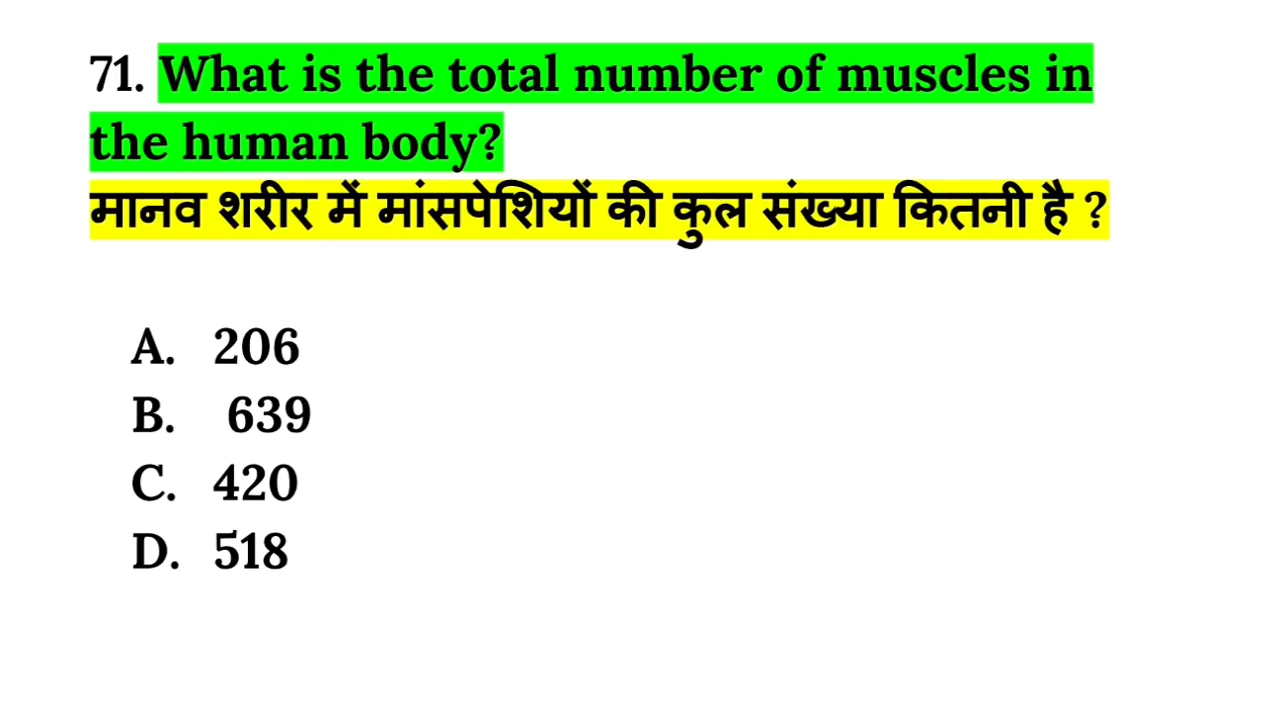 71. What is the total number of muscles in
the human body?
मानव शरीर में मांसपेशियों की कुल संख्या कितनी है ?
A. 206
B. 639
C. 420
D. 518